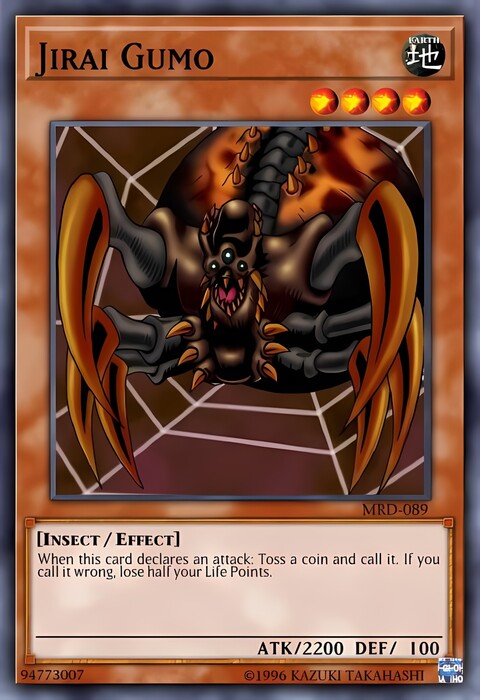 JIRAI GUMO
EARTH
地
MRD-089
[INSECT / EFFECT]
When this card declares an attack: Toss a coin and call it. If you
call it wrong, lose half your Life Points.
ATK/2200 DEF/ 100
94773007
©1996 KAZUKI TAKAHASHI